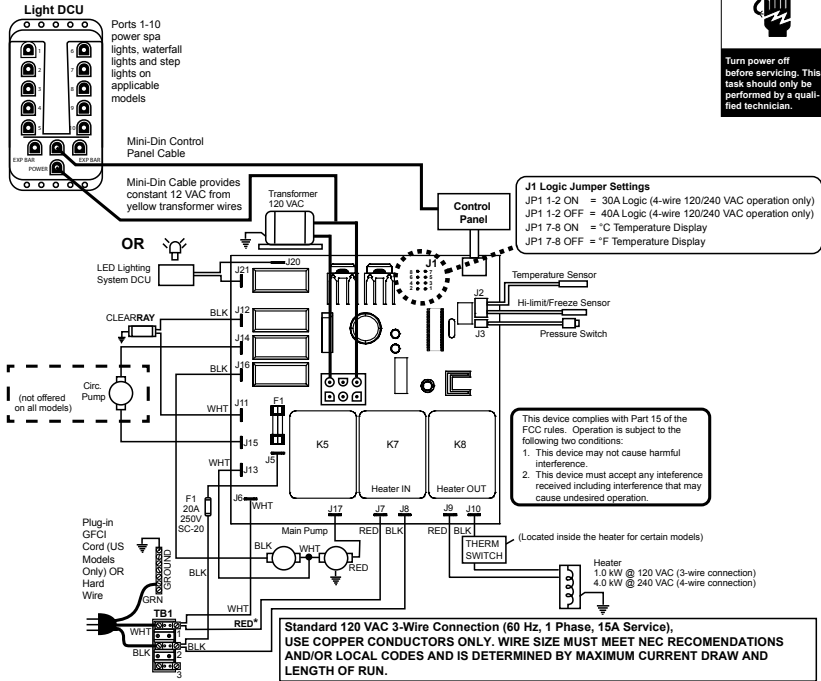 Light DCU
Ports 1-10
power spa
lights, waterfall
lights and step
lights on
applicable
models
1
2
3
4
5
6
7
8
9
0
EXP BAR
EXP BAR
POWER
Turn power off
before servicing. This
task should only be
performed by a quali-
fied technician.
Mini-Din Control
Panel Cable
Mini-Din Cable provides
constant 12 VAC from
yellow transformer wires
Transformer
120 VAC
Control
Panel
J1 Logic Jumper Settings
JP1 1-2 ON = 30A Logic (4-wire 120/240 VAC operation only)
JP1 1-2 OFF = 40A Logic (4-wire 120/240 VAC operation only)
JP1 7-8 ON = °C Temperature Display
JP1 7-8 OFF = °F Temperature Display
OR
LED Lighting
System DCU
J20
J21
J1
Temperature Sensor
J2
Hi-limit/Freeze Sensor
J3
Pressure Switch
CLEARRAY
BLK
J12
J14
BLK
J16
(not offered
on all models)
Circ.
Pump
WHT
J11
F1
J15
WHT
J13
J5
K5
K7
K8
Heater IN
Heater OUT
This device complies with Part 15 of the
FCC rules. Operation is subject to the
following two conditions:
1. This device may not cause harmful
interference.
2. This device must accept any inteference
received including interference that may
cause undesired operation.
F1
20A
250V
SC-20
J6
WHT
J17
J7
J8
J9
J10
Main Pump
RED
BLK
RED
BLK
THERM
SWITCH
(Located inside the heater for certain models)
Plug-in
GFCI
Cord (US
Models
Only) OR
Hard
Wire
GROUND
BLK
BLK
WHT
RED
Heater
1.0 kW @ 120 VAC (3-wire connection)
4.0 kW @ 240 VAC (4-wire connection)
GRN
TB1
WHT
RED*
WHT
1
BLK
BLK
2
3
Standard 120 VAC 3-Wire Connection (60 Hz, 1 Phase, 15A Service),
USE COPPER CONDUCTORS ONLY. WIRE SIZE MUST MEET NEC RECOMENDATIONS
AND/OR LOCAL CODES AND IS DETERMINED BY MAXIMUM CURRENT DRAW AND
LENGTH OF RUN.